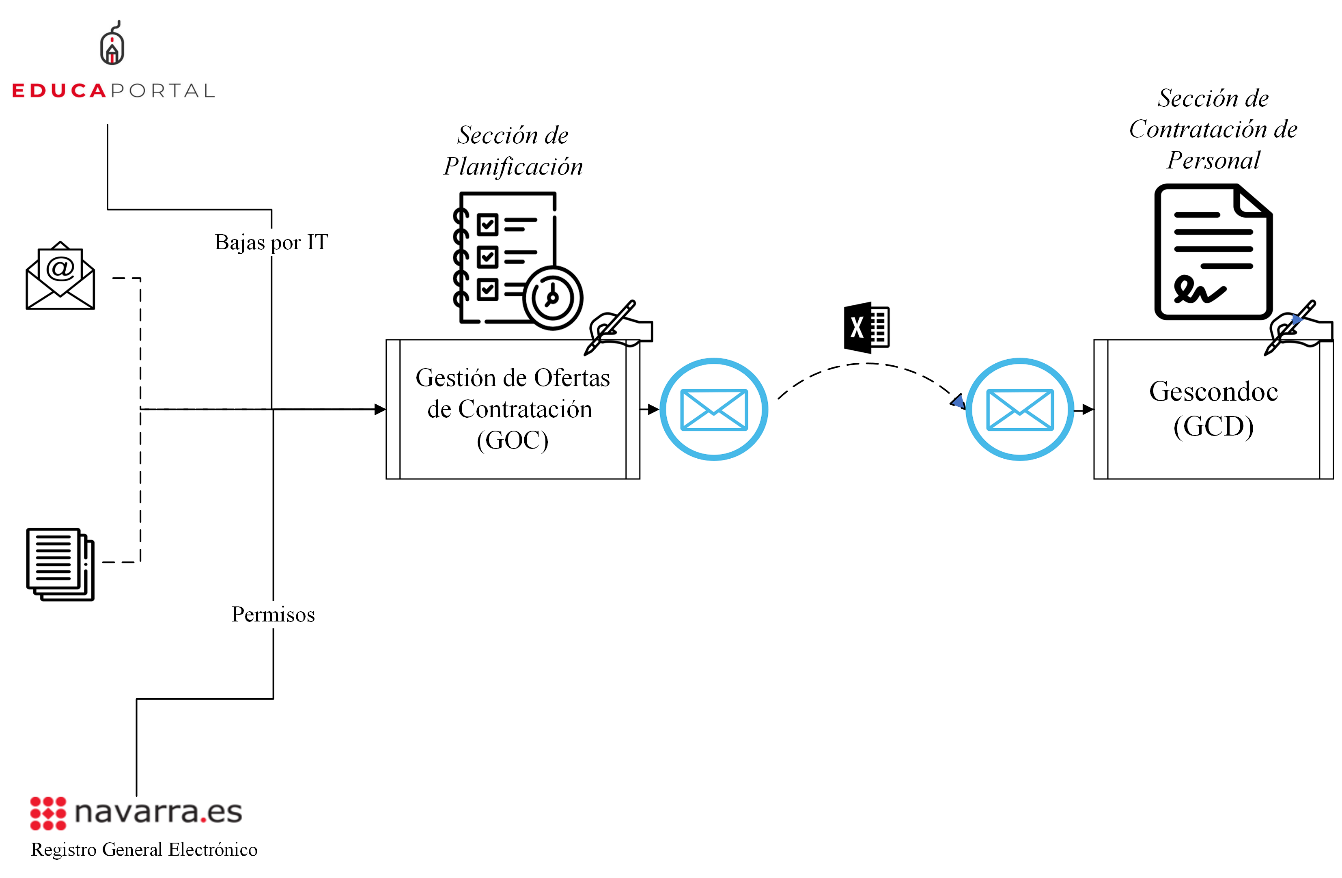 EDUCAPORTAL
Sección de
Planificación
Sección de
Contratación de
Personal
Bajas por IT
@
X
Gestión de Ofertas
de Contratación
(GOC)
Gescondoc
(GCD)
Permisos
navarra.es
Registro General Electrónico